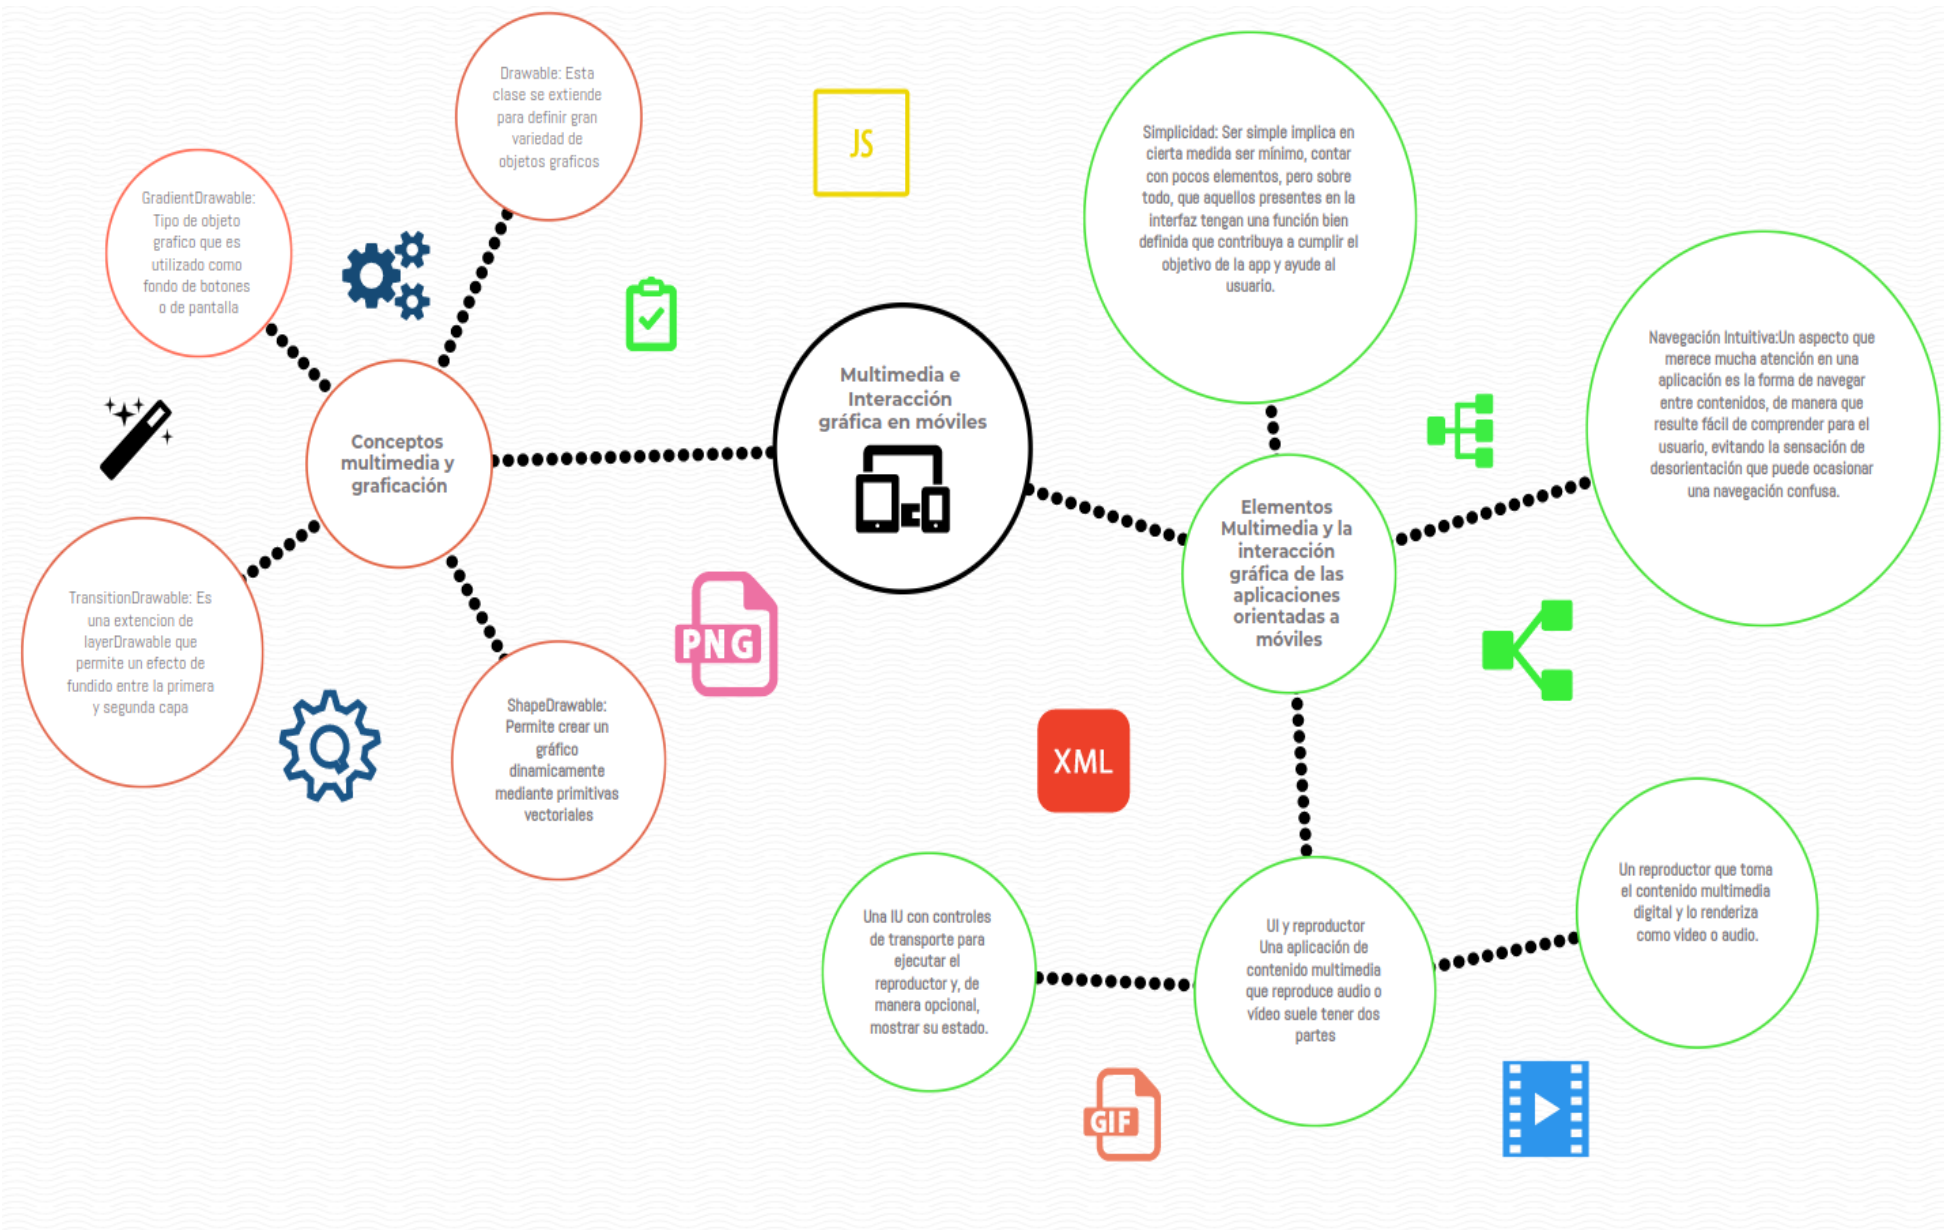 Drawable: Esta
clase se extiende
para definir gran
variedad de
objetos graficos
GradientDrawable:
Tipo de objeto
grafico que es
utilizado como
fondo de botones
o de pantalla
Conceptos
multimedia y
graficación
TransitionDrawable: Es
una extencion de
layerDrawable que
permite un efecto de
fundido entre la primera
y segunda capa
ShapeDrawable:
Permite crear un
gráfico
dinamicamente
mediante primitivas
vectoriales
JS
Multimedia e
Interacción
gráfica en móviles
PNG
XML
Simplicidad: Ser simple implica en
cierta medida ser mínimo, contar
con pocos elementos, pero sobre
todo, que aquellos presentes en la
interfaz tengan una función bien
definida que contribuya a cumplir el
objetivo de la app y ayude al
usuario.
Navegación Intuitiva:Un aspecto que
merece mucha atención en una
aplicación es la forma de navegar
entre contenidos, de manera que
resulte fácil de comprender para el
usuario, evitando la sensación de
desorientación que puede ocasionar
una navegación confusa.
Elementos
Multimedia y la
interacción
gráfica de las
aplicaciones
orientadas a
móviles
Una IU con controles
de transporte para
ejecutar el
reproductor y, de
manera opcional,
mostrar su estado.
UI y reproductor
Una aplicación de
contenido multimedia
que reproduce audio o
vídeo suele tener dos
partes
Un reproductor que toma
el contenido multimedia
digital y lo renderiza
como video o audio.
GIF